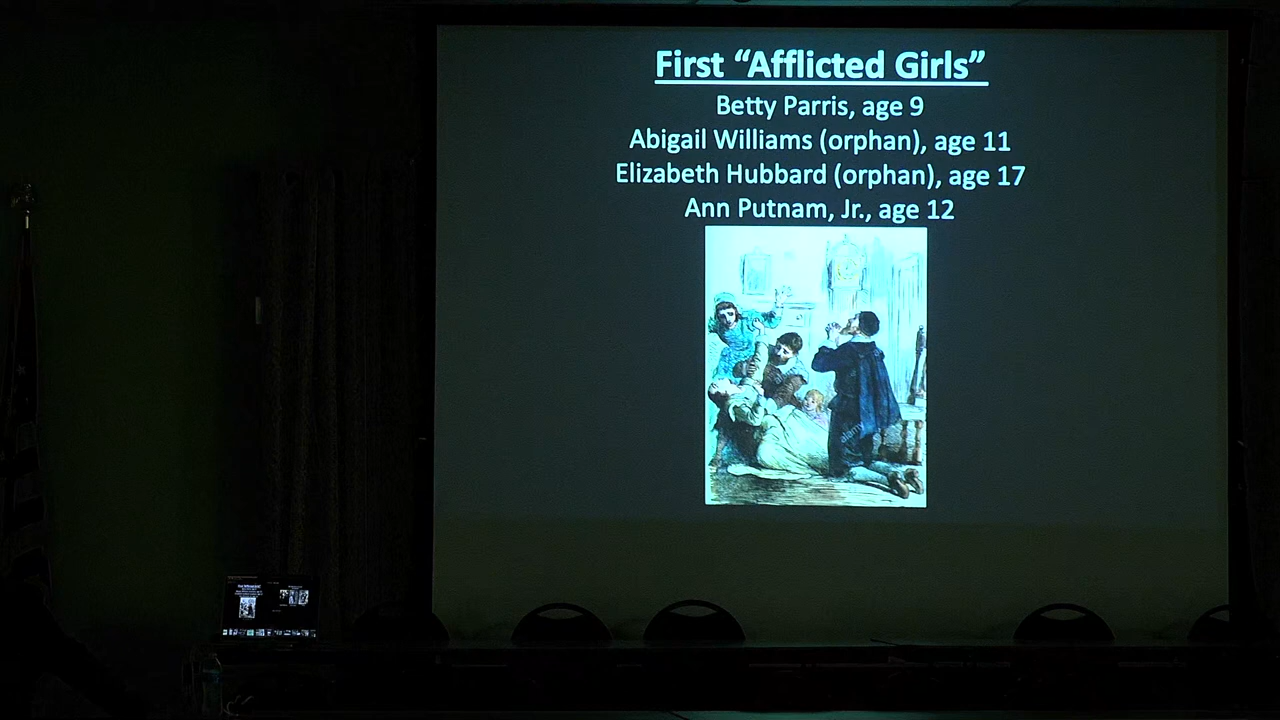 First “Afflicted Girls”
Betty Parris, age 9
Abigail Williams (orphan), age 11
Elizabeth Hubbard (orphan), age 17
Ann Putnam, Jr., age 12
alamy